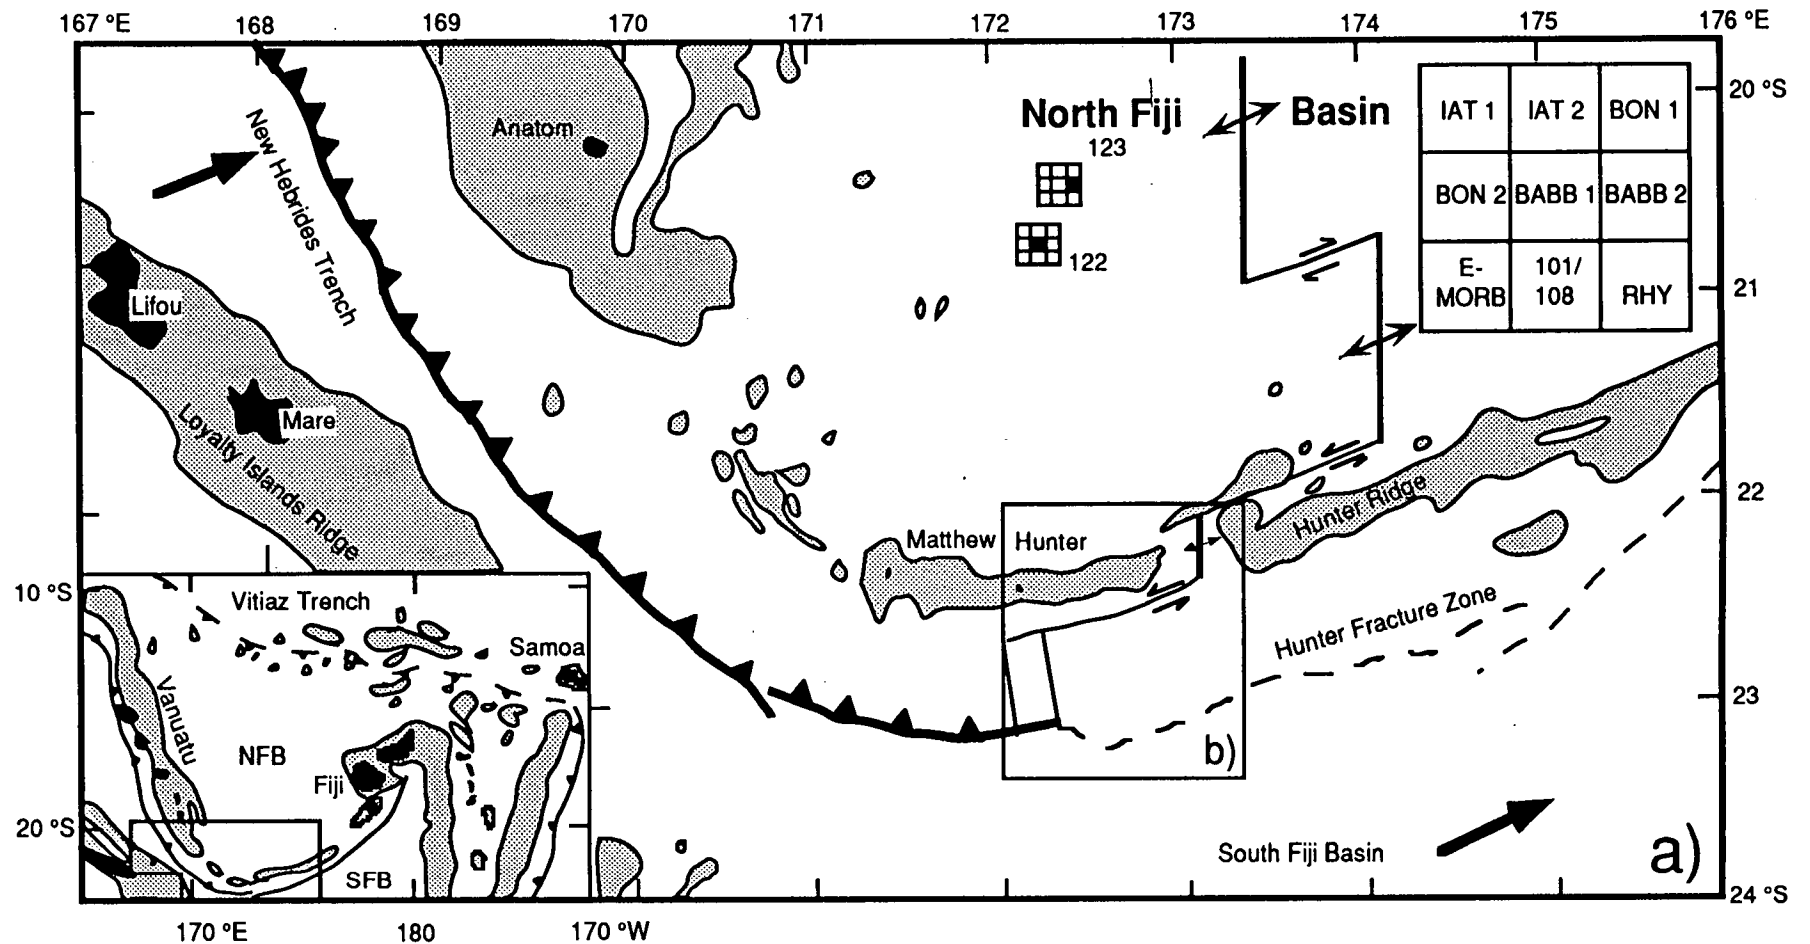 167 °E 168 169 170 171 172 173 174 175 176 °E
20 °S
21
22
23
24 °S
North Fiji Basin
123
122
IAT 1 IAT 2 BON 1
BON 2 BABB 1 BABB 2
E-
MORB
101/
108
RHY
Anatom
New Hebrides Trench
Lifou
Mare
Loyalty Islands Ridge
Matthew Hunter
Hunter Ridge
Hunter Fracture Zone
b)
South Fiji Basin
a)
10 °S
20 °S
Vitiaz Trench
Samoa
Vanuatu
NFB
Fiji
SFB
170 °E 180 170 °W